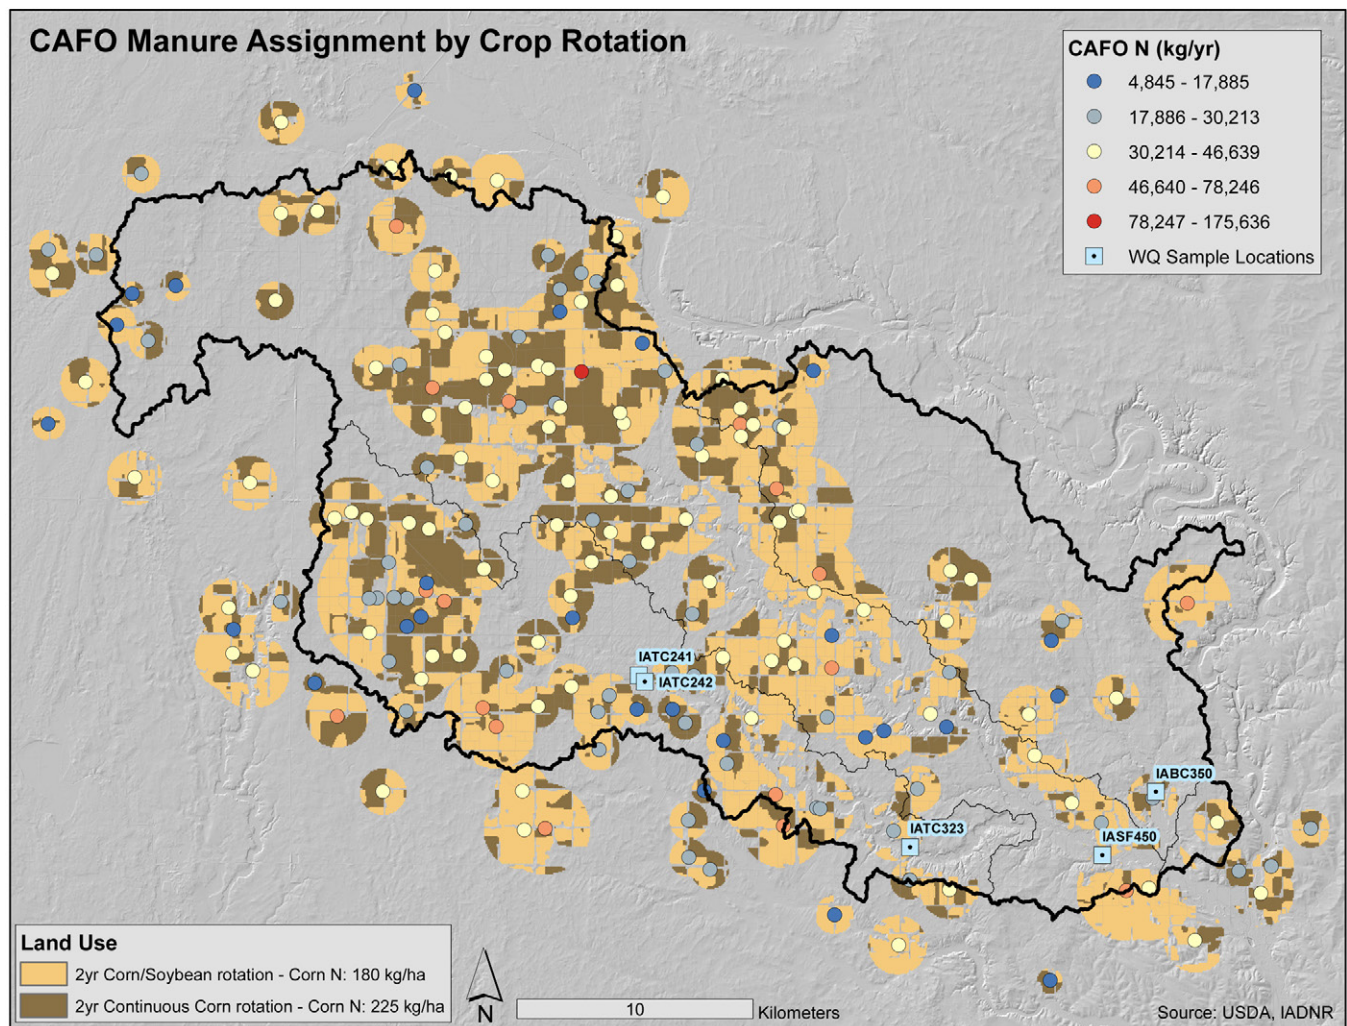 CAFO Manure Assignment by Crop Rotation
CAFO N (kg/yr)
4,845 - 17,885
17,886 - 30,213
30,214 - 46,639
46,640 - 78,246
78,247 - 175,636
WQ Sample Locations
IATC241
IATC242
IABC350
IATC323
IASF450
Land Use
2yr Corn/Soybean rotation - Corn N: 180 kg/ha
2yr Continuous Corn rotation - Corn N: 225 kg/ha
N
10
Kilometers
Source: USDA, IADNR